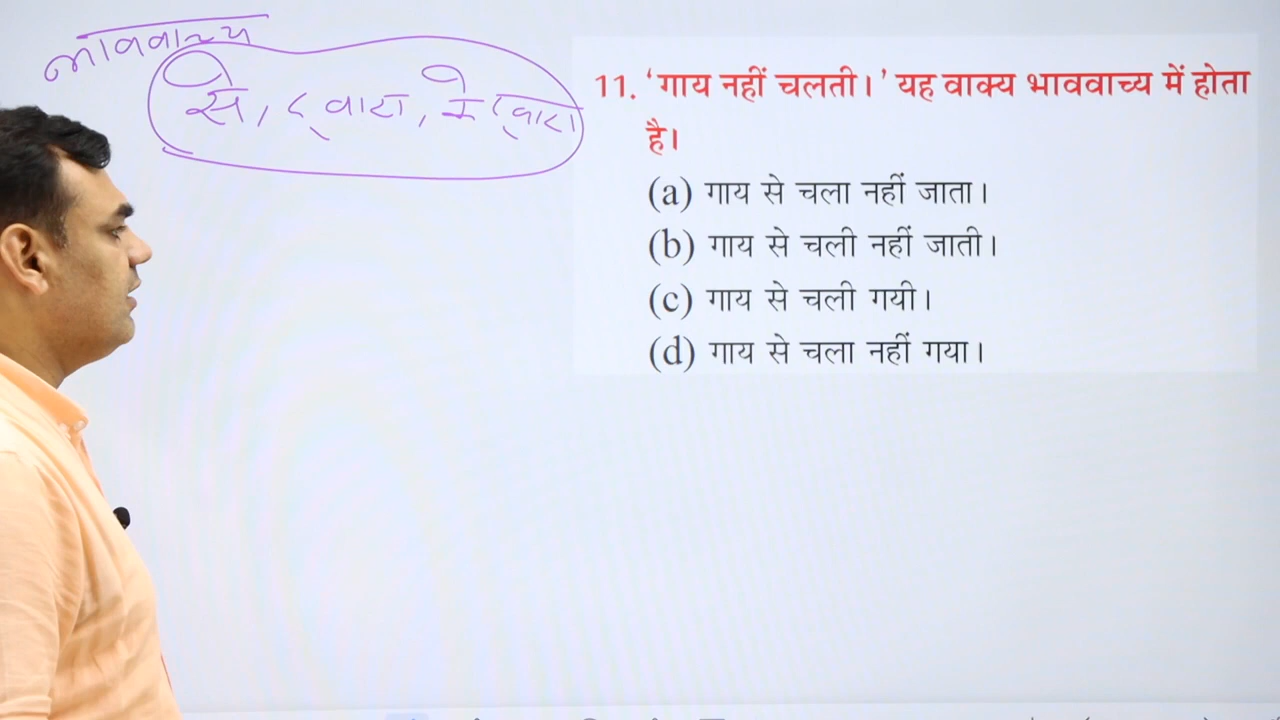 भाववाच्य
से, द्वारा, के द्वारा
11. ‘गाय नहीं चलती।’ यह वाक्य भाववाच्य में होता
है।
(a) गाय से चला नहीं जाता।
(b) गाय से चली नहीं जाती।
(c) गाय से चली गयी।
(d) गाय से चला नहीं गया।